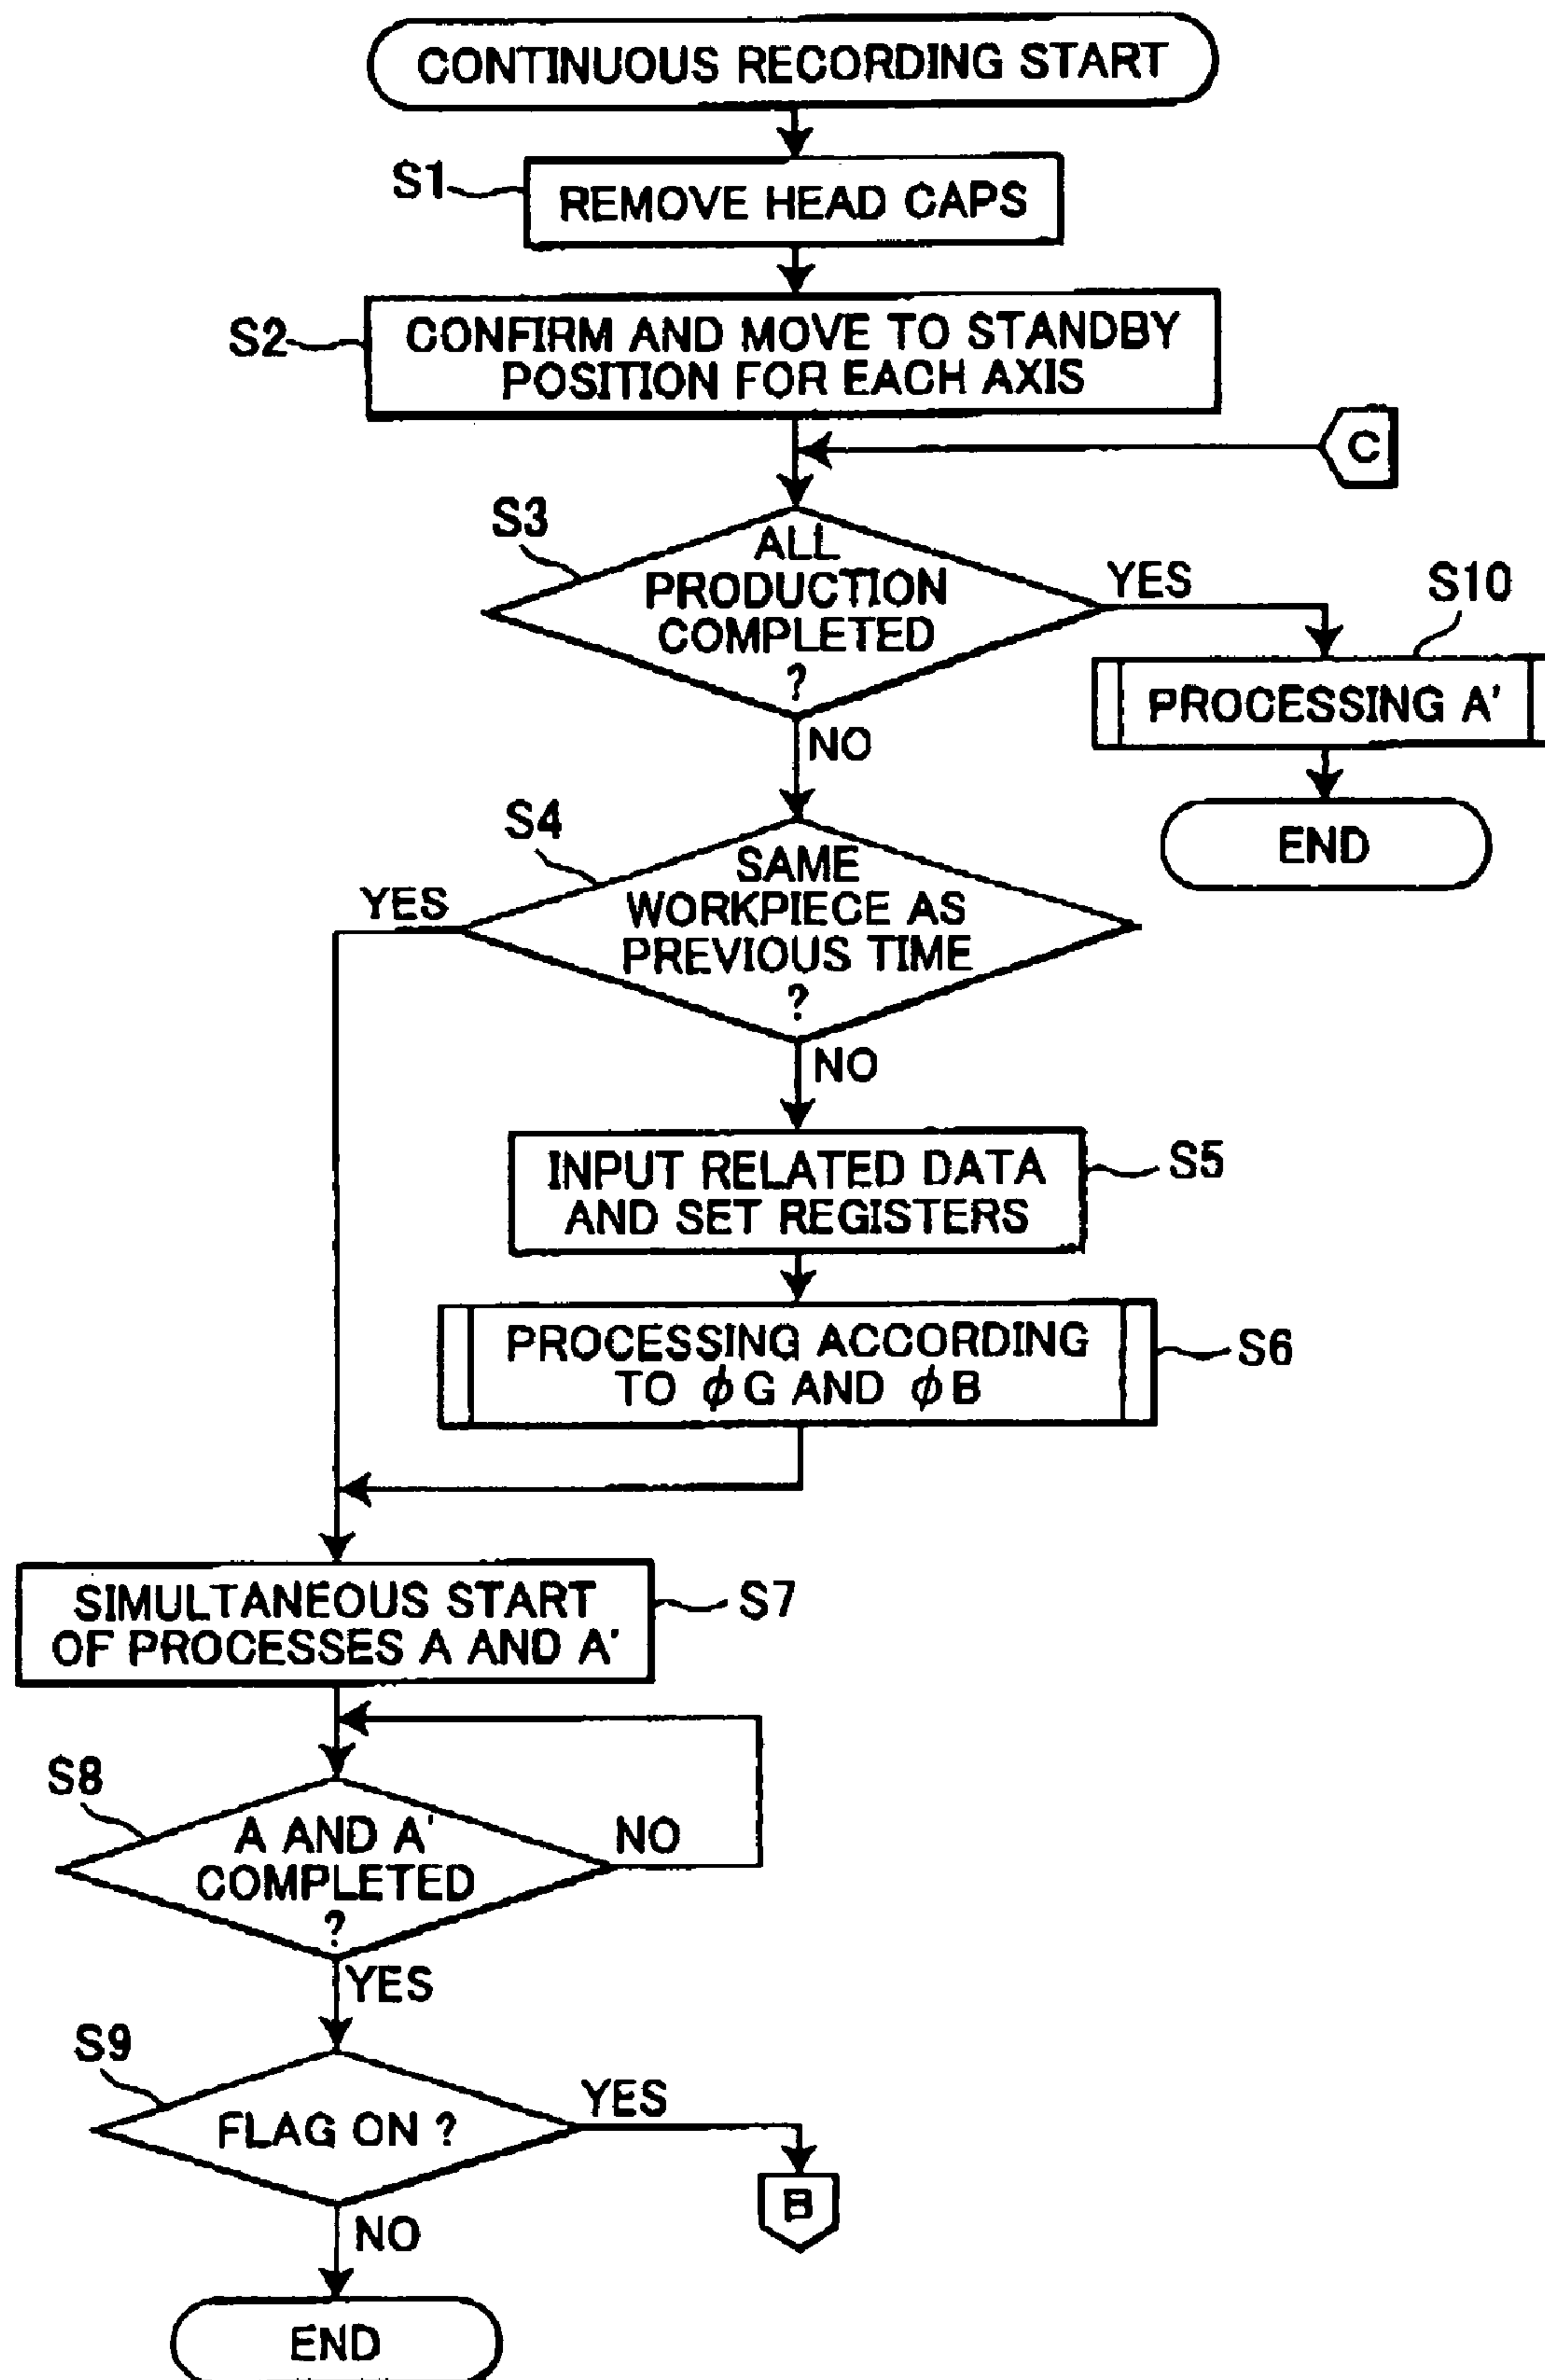 CONTINUOUS RECORDING START
S1
REMOVE HEAD CAPS
S2
CONFIRM AND MOVE TO STANDBY
POSITION FOR EACH AXIS
C
S3
ALL
PRODUCTION
COMPLETED
?
YES
S10
PROCESSING A'
NO
END
S4
SAME
WORKPIECE AS
PREVIOUS TIME
?
YES
NO
INPUT RELATED DATA
AND SET REGISTERS
S5
PROCESSING ACCORDING
TO ϕG AND ϕB
S6
SIMULTANEOUS START
OF PROCESSES A AND A'
S7
S8
A AND A'
COMPLETED
?
NO
YES
S9
FLAG ON ?
YES
B
NO
END